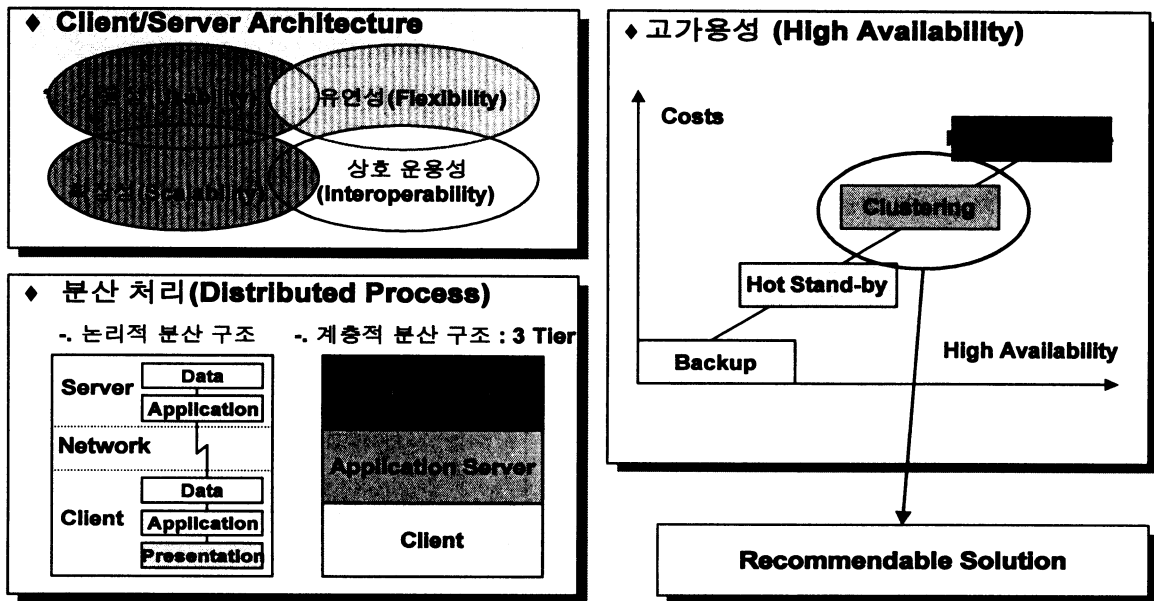 ♦ Client/Server Architecture
유연성(Flexibility)
(Scalability)
상호 운용성
(Interoperability)
♦ 분산 처리(Distributed Process)
-. 논리적 분산 구조
Server
Data
Application
Network
Client
Data
Application
Presentation
-. 계층적 분산 구조 : 3 Tier
Application Server
Client
♦ 고가용성 (High Availability)
Costs
Clustering
Hot Stand-by
Backup
High Availability
Recommendable Solution